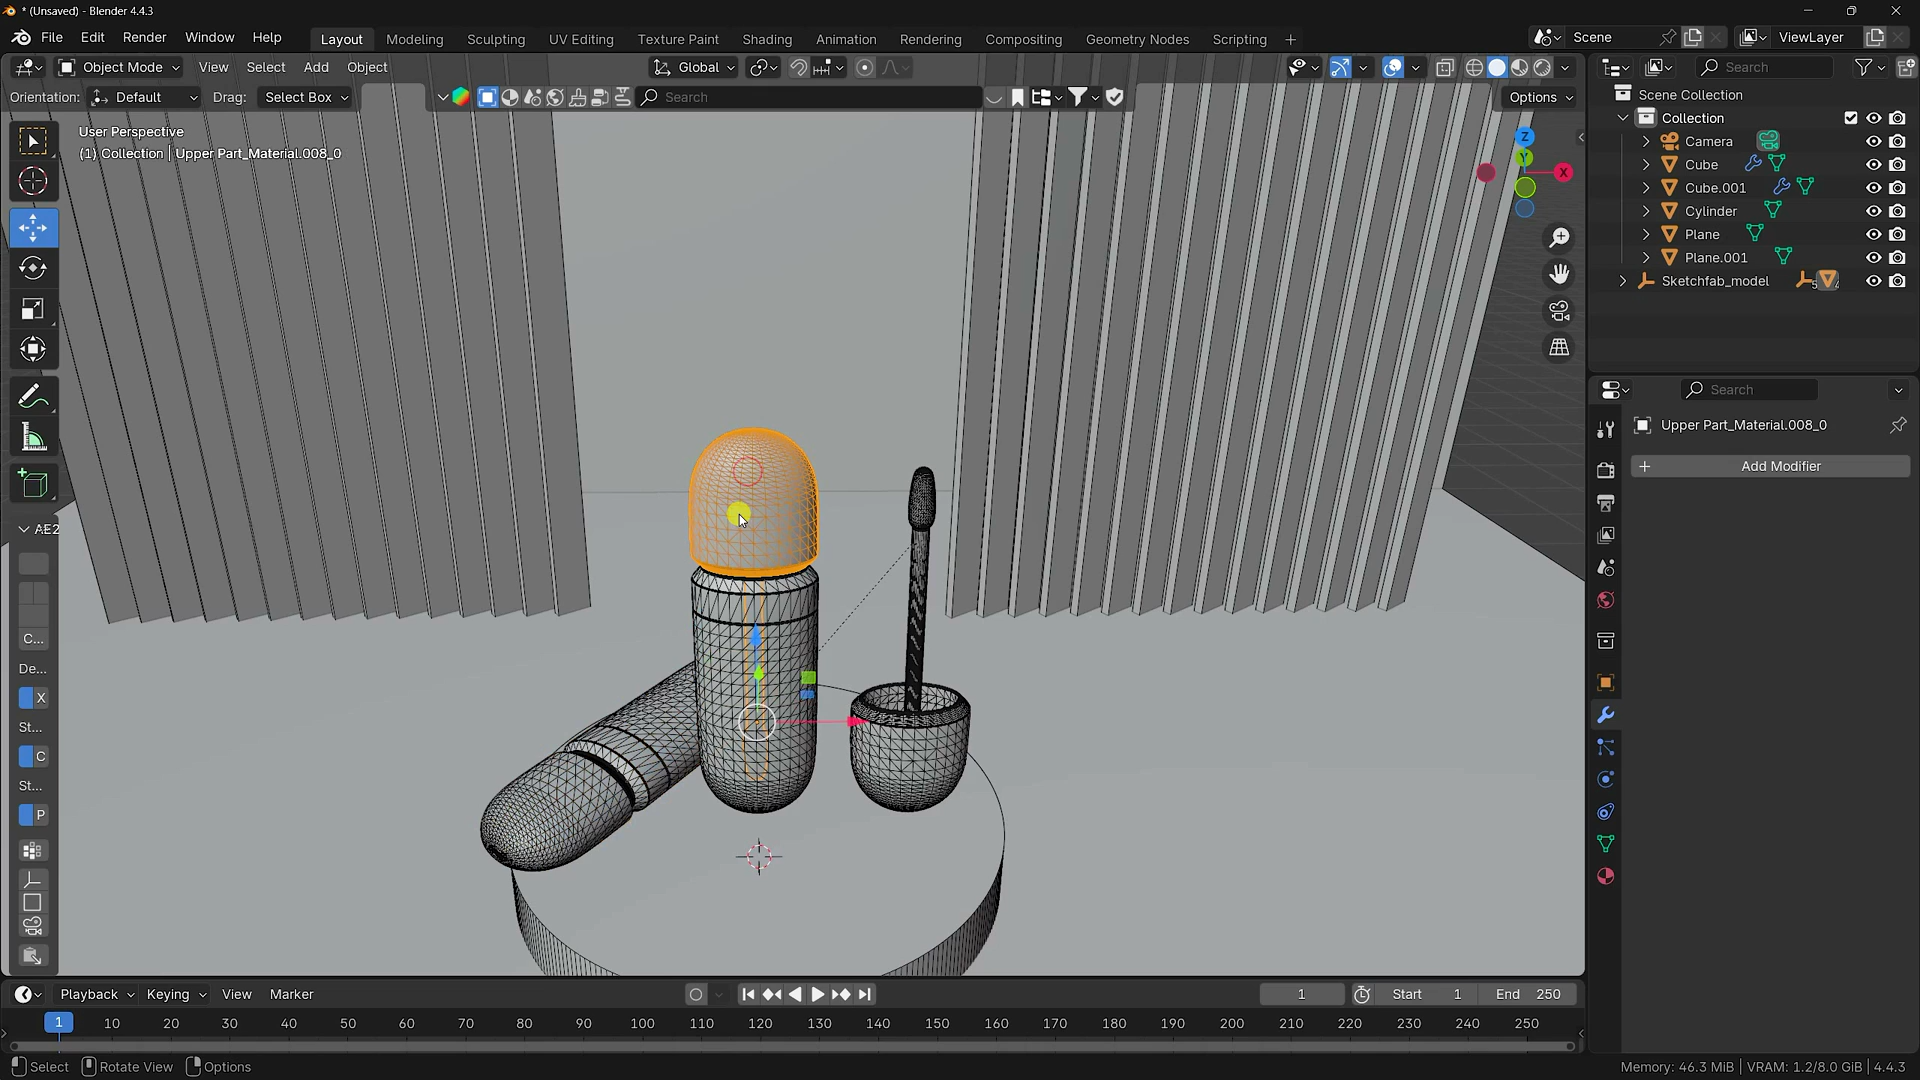 * (Unsaved) - Blender 4.4.3
File Edit Render Window Help
Layout Modeling Sculpting UV Editing Texture Paint Shading Animation Rendering Compositing Geometry Nodes Scripting +
Scene
ViewLayer
Object Mode View Select Add Object
Global
Search
Orientation: Default Drag: Select Box
Search
Options
Scene Collection
Collection
Camera
Cube
Cube.001
Cylinder
Plane
Plane.001
Sketchfab_model
User Perspective
(1) Collection | Upper Part_Material.008_0
Z
Y
X
Search
Upper Part_Material.008_0
+ Add Modifier
AE2
C...
De...
X
St...
C
St...
P
Playback Keying View Marker
1
Start 1
End 250
1 10 20 30 40 50 60 70 80 90 100 110 120 130 140 150 160 170 180 190 200 210 220 230 240 250
Select Rotate View Options
Memory: 46.3 MiB | VRAM: 1.2/8.0 GiB | 4.4.3